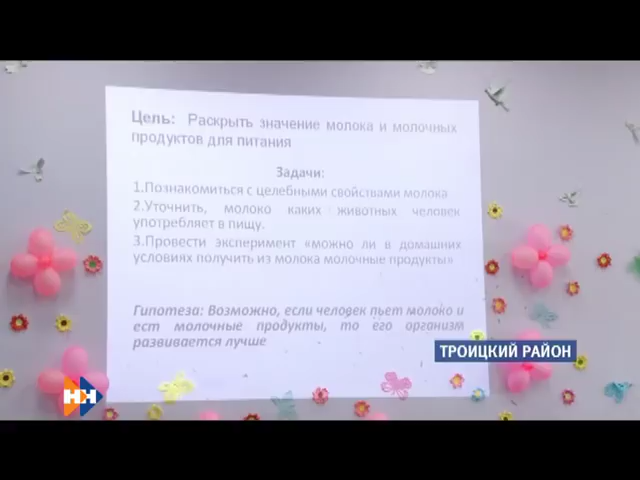 Цель: Раскрыть значение молока и молочных
продуктов для питания
Задачи:
1.Познакомиться с целебными свойствами молока
2.Уточнить, молоко каких животных человек
употребляет в пищу.
3.Провести эксперимент «можно ли в домашних
условиях получить из молока молочные продукты»
Гипотеза: Возможно, если человек пьет молоко и
ест молочные продукты, то его организм
развивается лучше
ТРОИЦКИЙ РАЙОН
НН